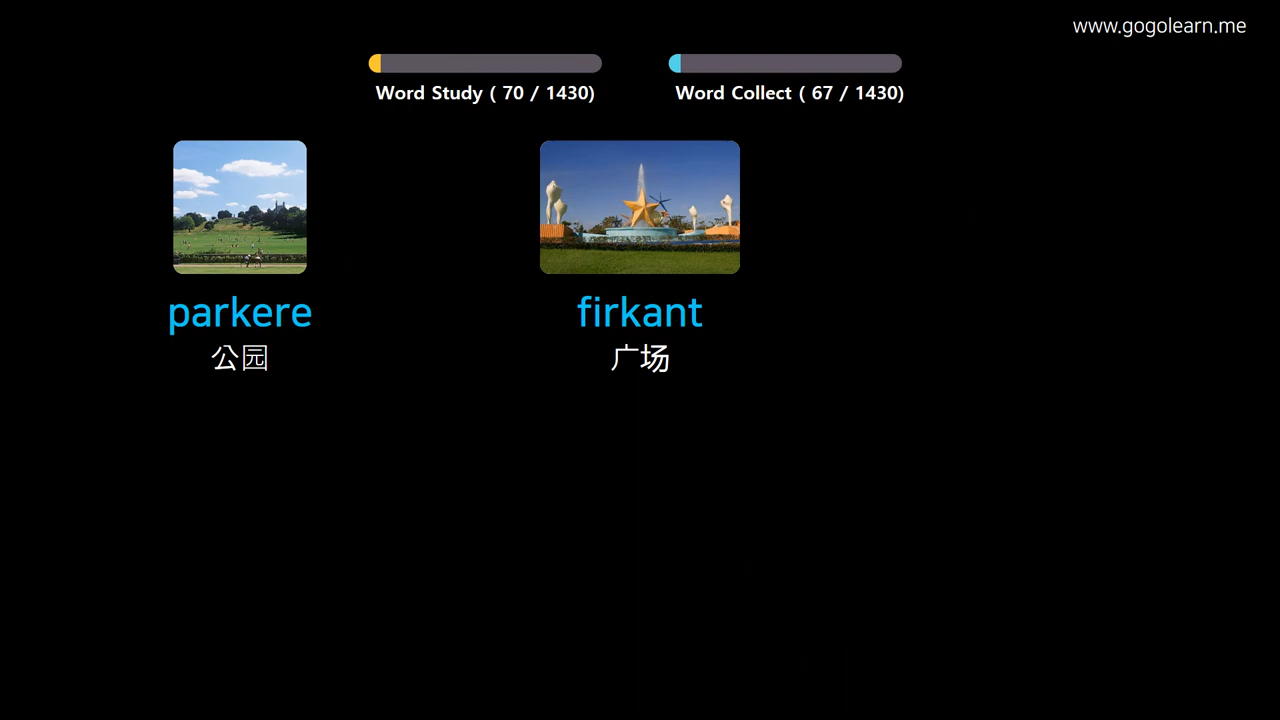 www.gogolearn.me
Word Study ( 70 / 1430)
Word Collect ( 67 / 1430)
parkere
公园
firkant
广场